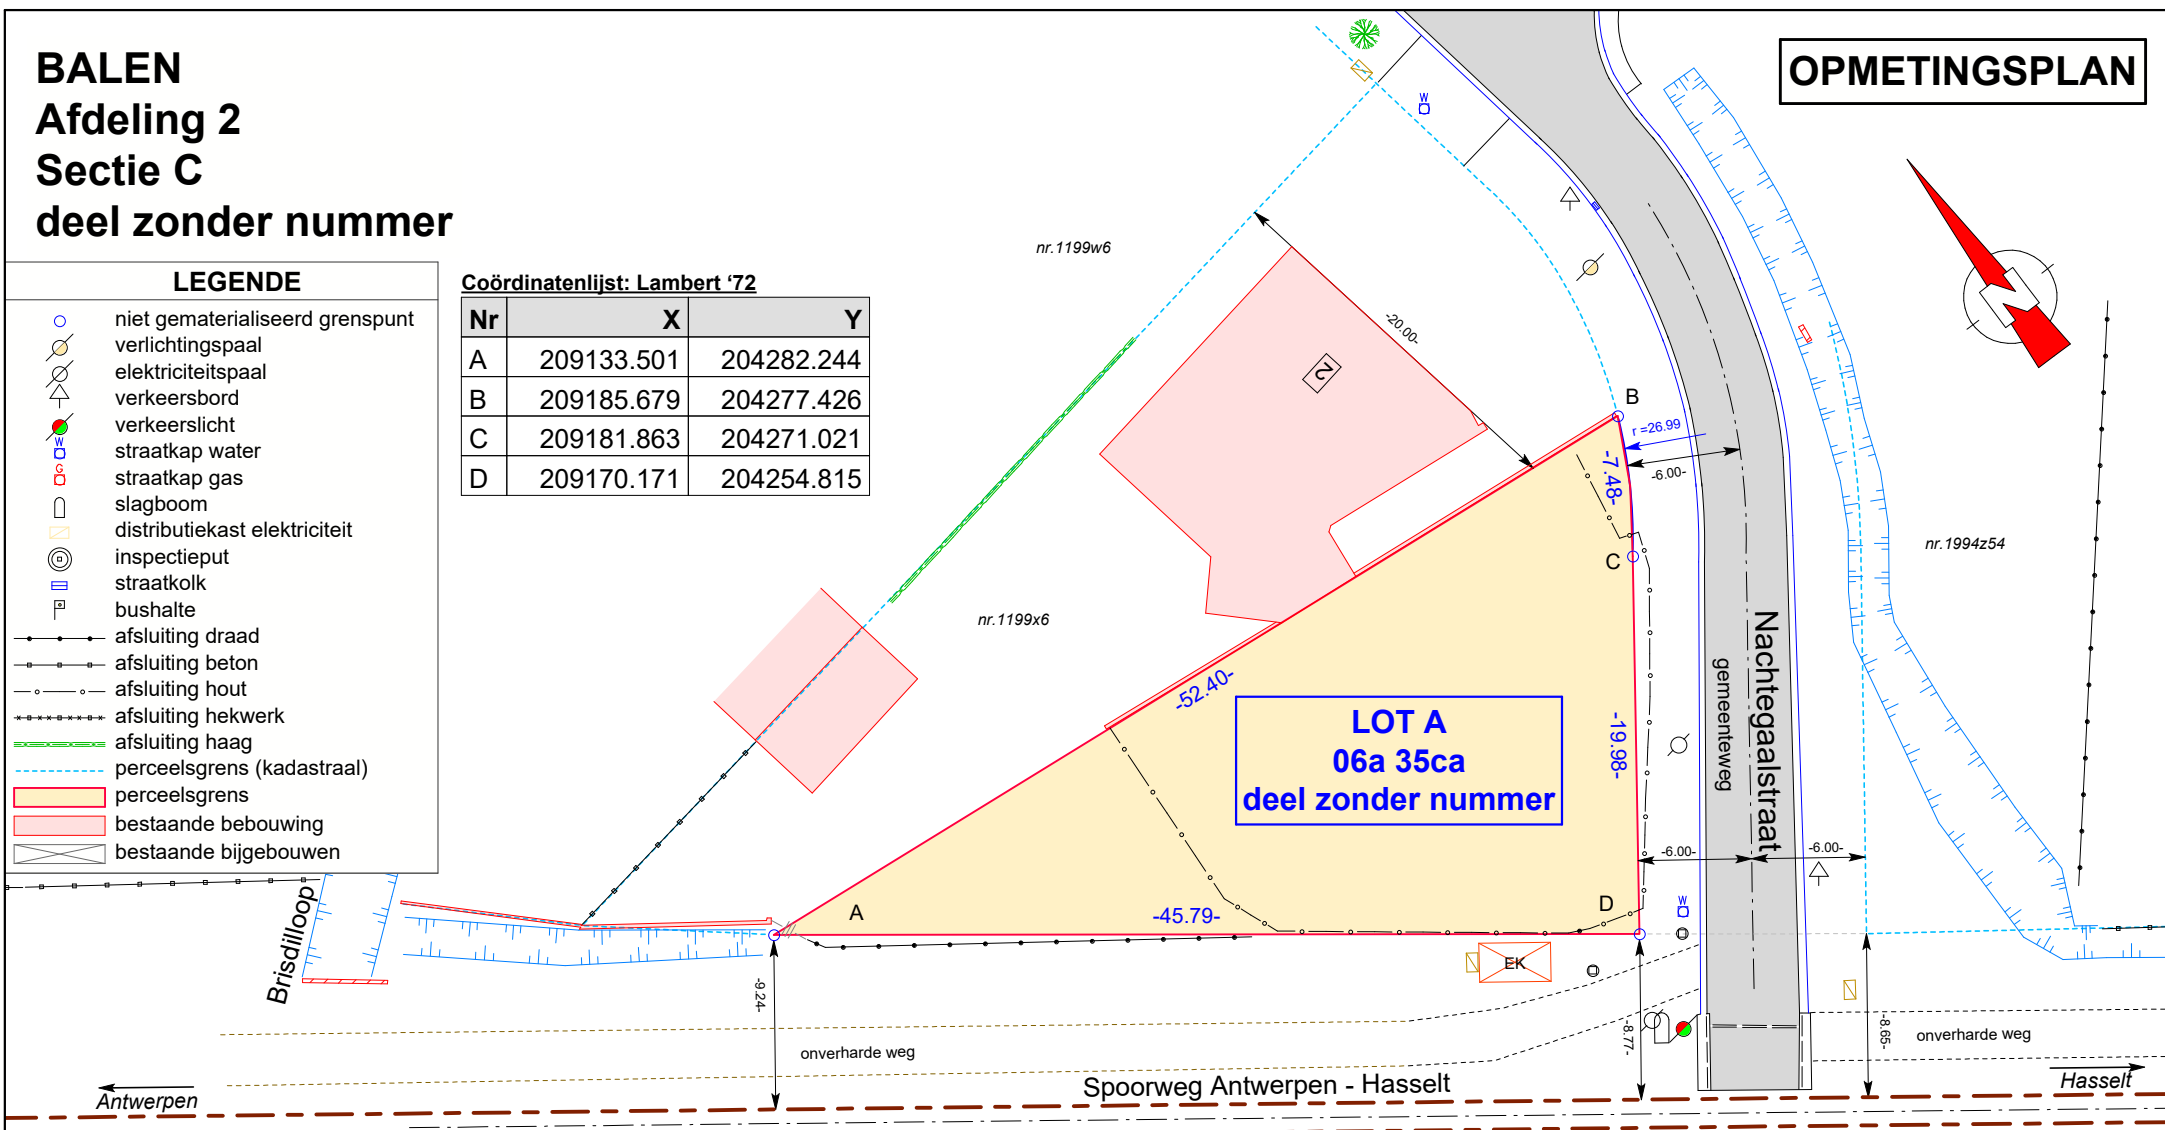 BALEN
Afdeling 2
Sectie C
deel zonder nummer
OPMETINGSPLAN
LEGENDE
niet gematerialiseerd grenspunt
verlichtingspaal
elektriciteitspaal
verkeersbord
verkeerslicht
W
straatkap water
G
straatkap gas
slagboom
distributiekast elektriciteit
inspectieput
straatkolk
bushalte
afsluiting draad
afsluiting beton
afsluiting hout
afsluiting hekwerk
afsluiting haag
perceelsgrens (kadastraal)
perceelsgrens
bestaande bebouwing
bestaande bijgebouwen
Coördinatenlijst: Lambert ‘72
Nr X Y
A 209133.501 204282.244
B 209185.679 204277.426
C 209181.863 204271.021
D 209170.171 204254.815
nr.1199w6
W
N
-20.00-
2
B
r =26.99
-6.00-
-7.48-
C
nr.1994z54
nr.1199x6
-52.40-
LOT A
06a 35ca
deel zonder nummer
-19.98-
Nachtegaalstraat
gemeenteweg
-6.00-
-6.00-
A
-45.79-
D
W
EK
Brisdilloop
-9.24-
-8.77-
-8.65-
onverharde weg
onverharde weg
Spoorweg Antwerpen - Hasselt
Antwerpen
Hasselt